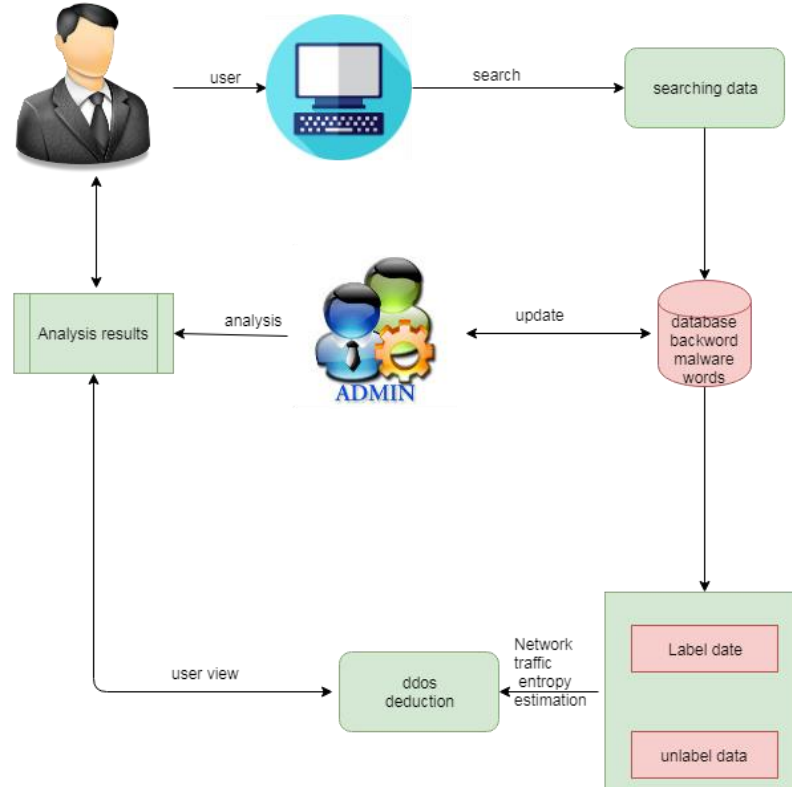 user
search
searching data
Analysis results
analysis
ADMIN
update
database
backword
malware
words
Label date
unlabel data
Network
traffic
entropy
estimation
ddos
deduction
user view